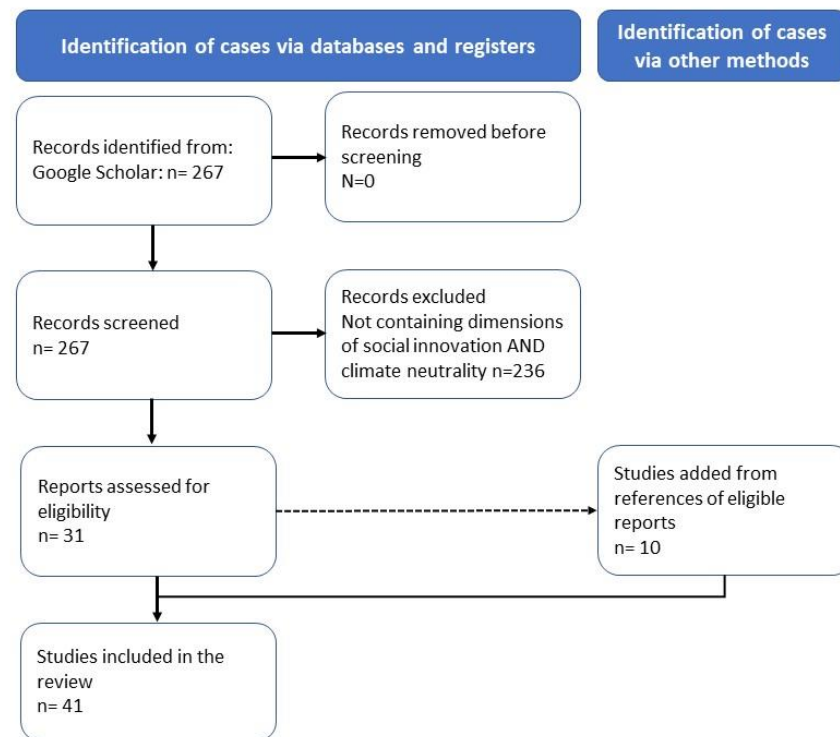 Identification of cases via databases and registers
Identification of cases
via other methods
Records identified from:
Google Scholar: n= 267
Records removed before
screening
N=0
Records screened
n= 267
Records excluded
Not containing dimensions
of social innovation AND
climate neutrality n=236
Reports assessed for
eligibility
n= 31
Studies added from
references of eligible
reports
n= 10
Studies included in the
review
n= 41